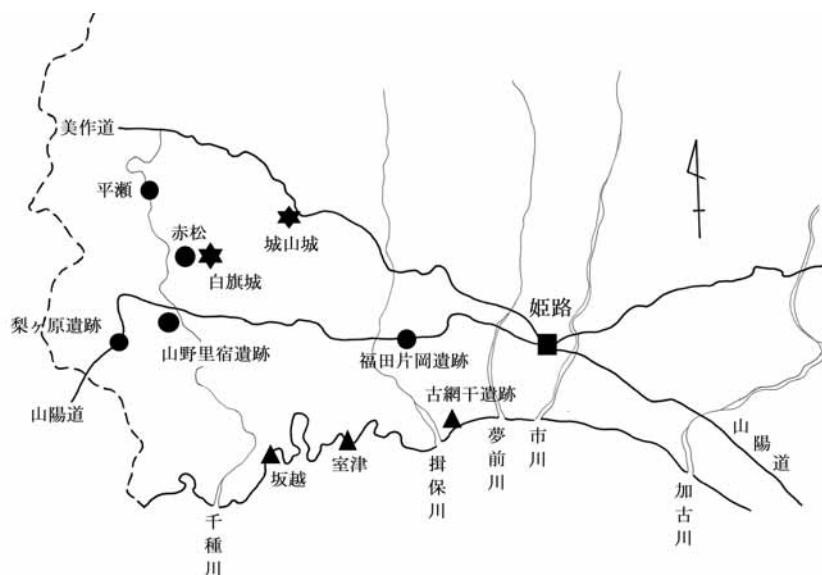 美作道
平瀬
赤松
城山城
白旗城
姫路
梨ヶ原遺跡
山野里宿遺跡
福田片岡遺跡
山陽道
古網干遺跡
室津
坂越
千種川
揖保川
夢前川
市川
加古川
山陽道